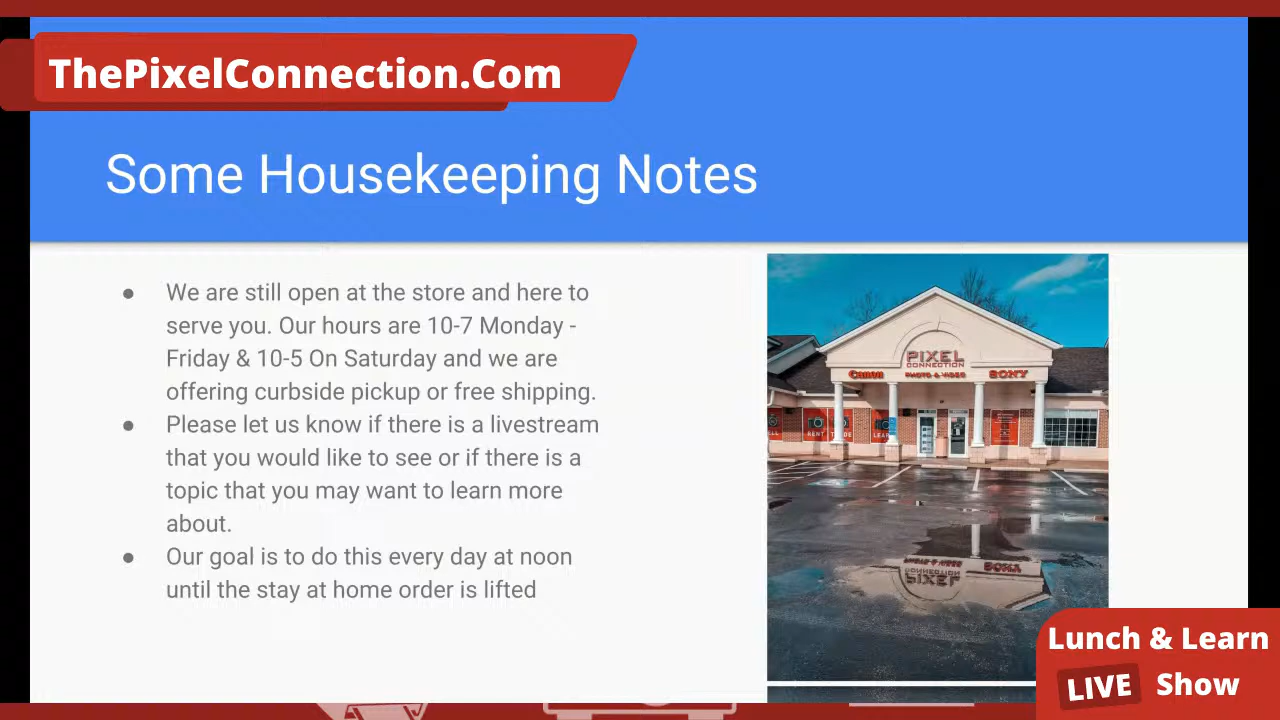 ThePixelConnection.Com
Some Housekeeping Notes
● We are still open at the store and here to
serve you. Our hours are 10-7 Monday -
Friday & 10-5 On Saturday and we are
offering curbside pickup or free shipping.
● Please let us know if there is a livestream
that you would like to see or if there is a
topic that you may want to learn more
about.
● Our goal is to do this every day at noon
until the stay at home order is lifted
PIXEL
CONNECTION
Canon PHOTO & VIDEO SONY
RENT
Lunch & Learn
LIVE Show